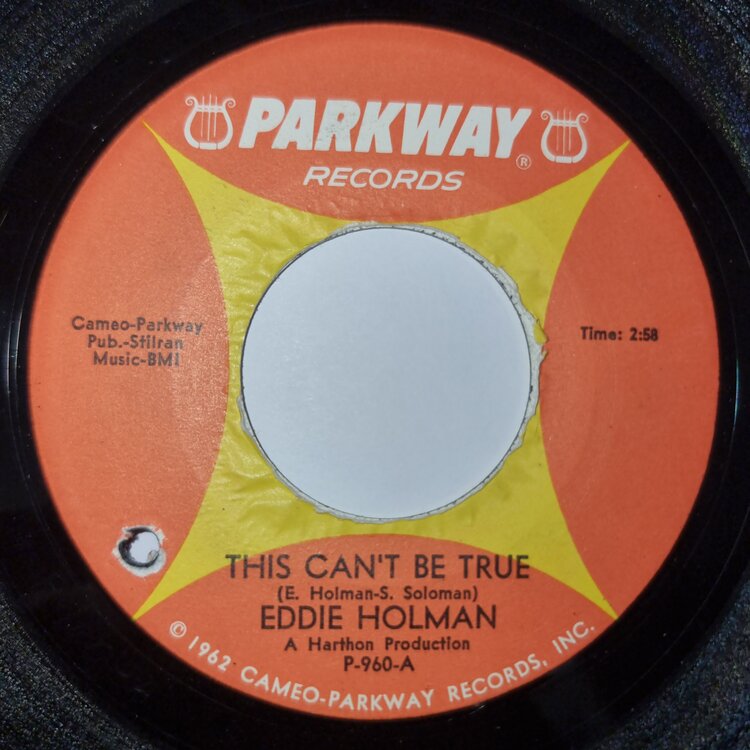 PARKWAY®
RECORDS
Cameo-Parkway
Pub.-Stilran
Music-BMI
Time: 2:58
THIS CAN'T BE TRUE
(E. Holman-S. Soloman)
EDDIE HOLMAN
A Harthon Production
P-960-A
© 1962 CAMEO-PARKWAY RECORDS, INC.